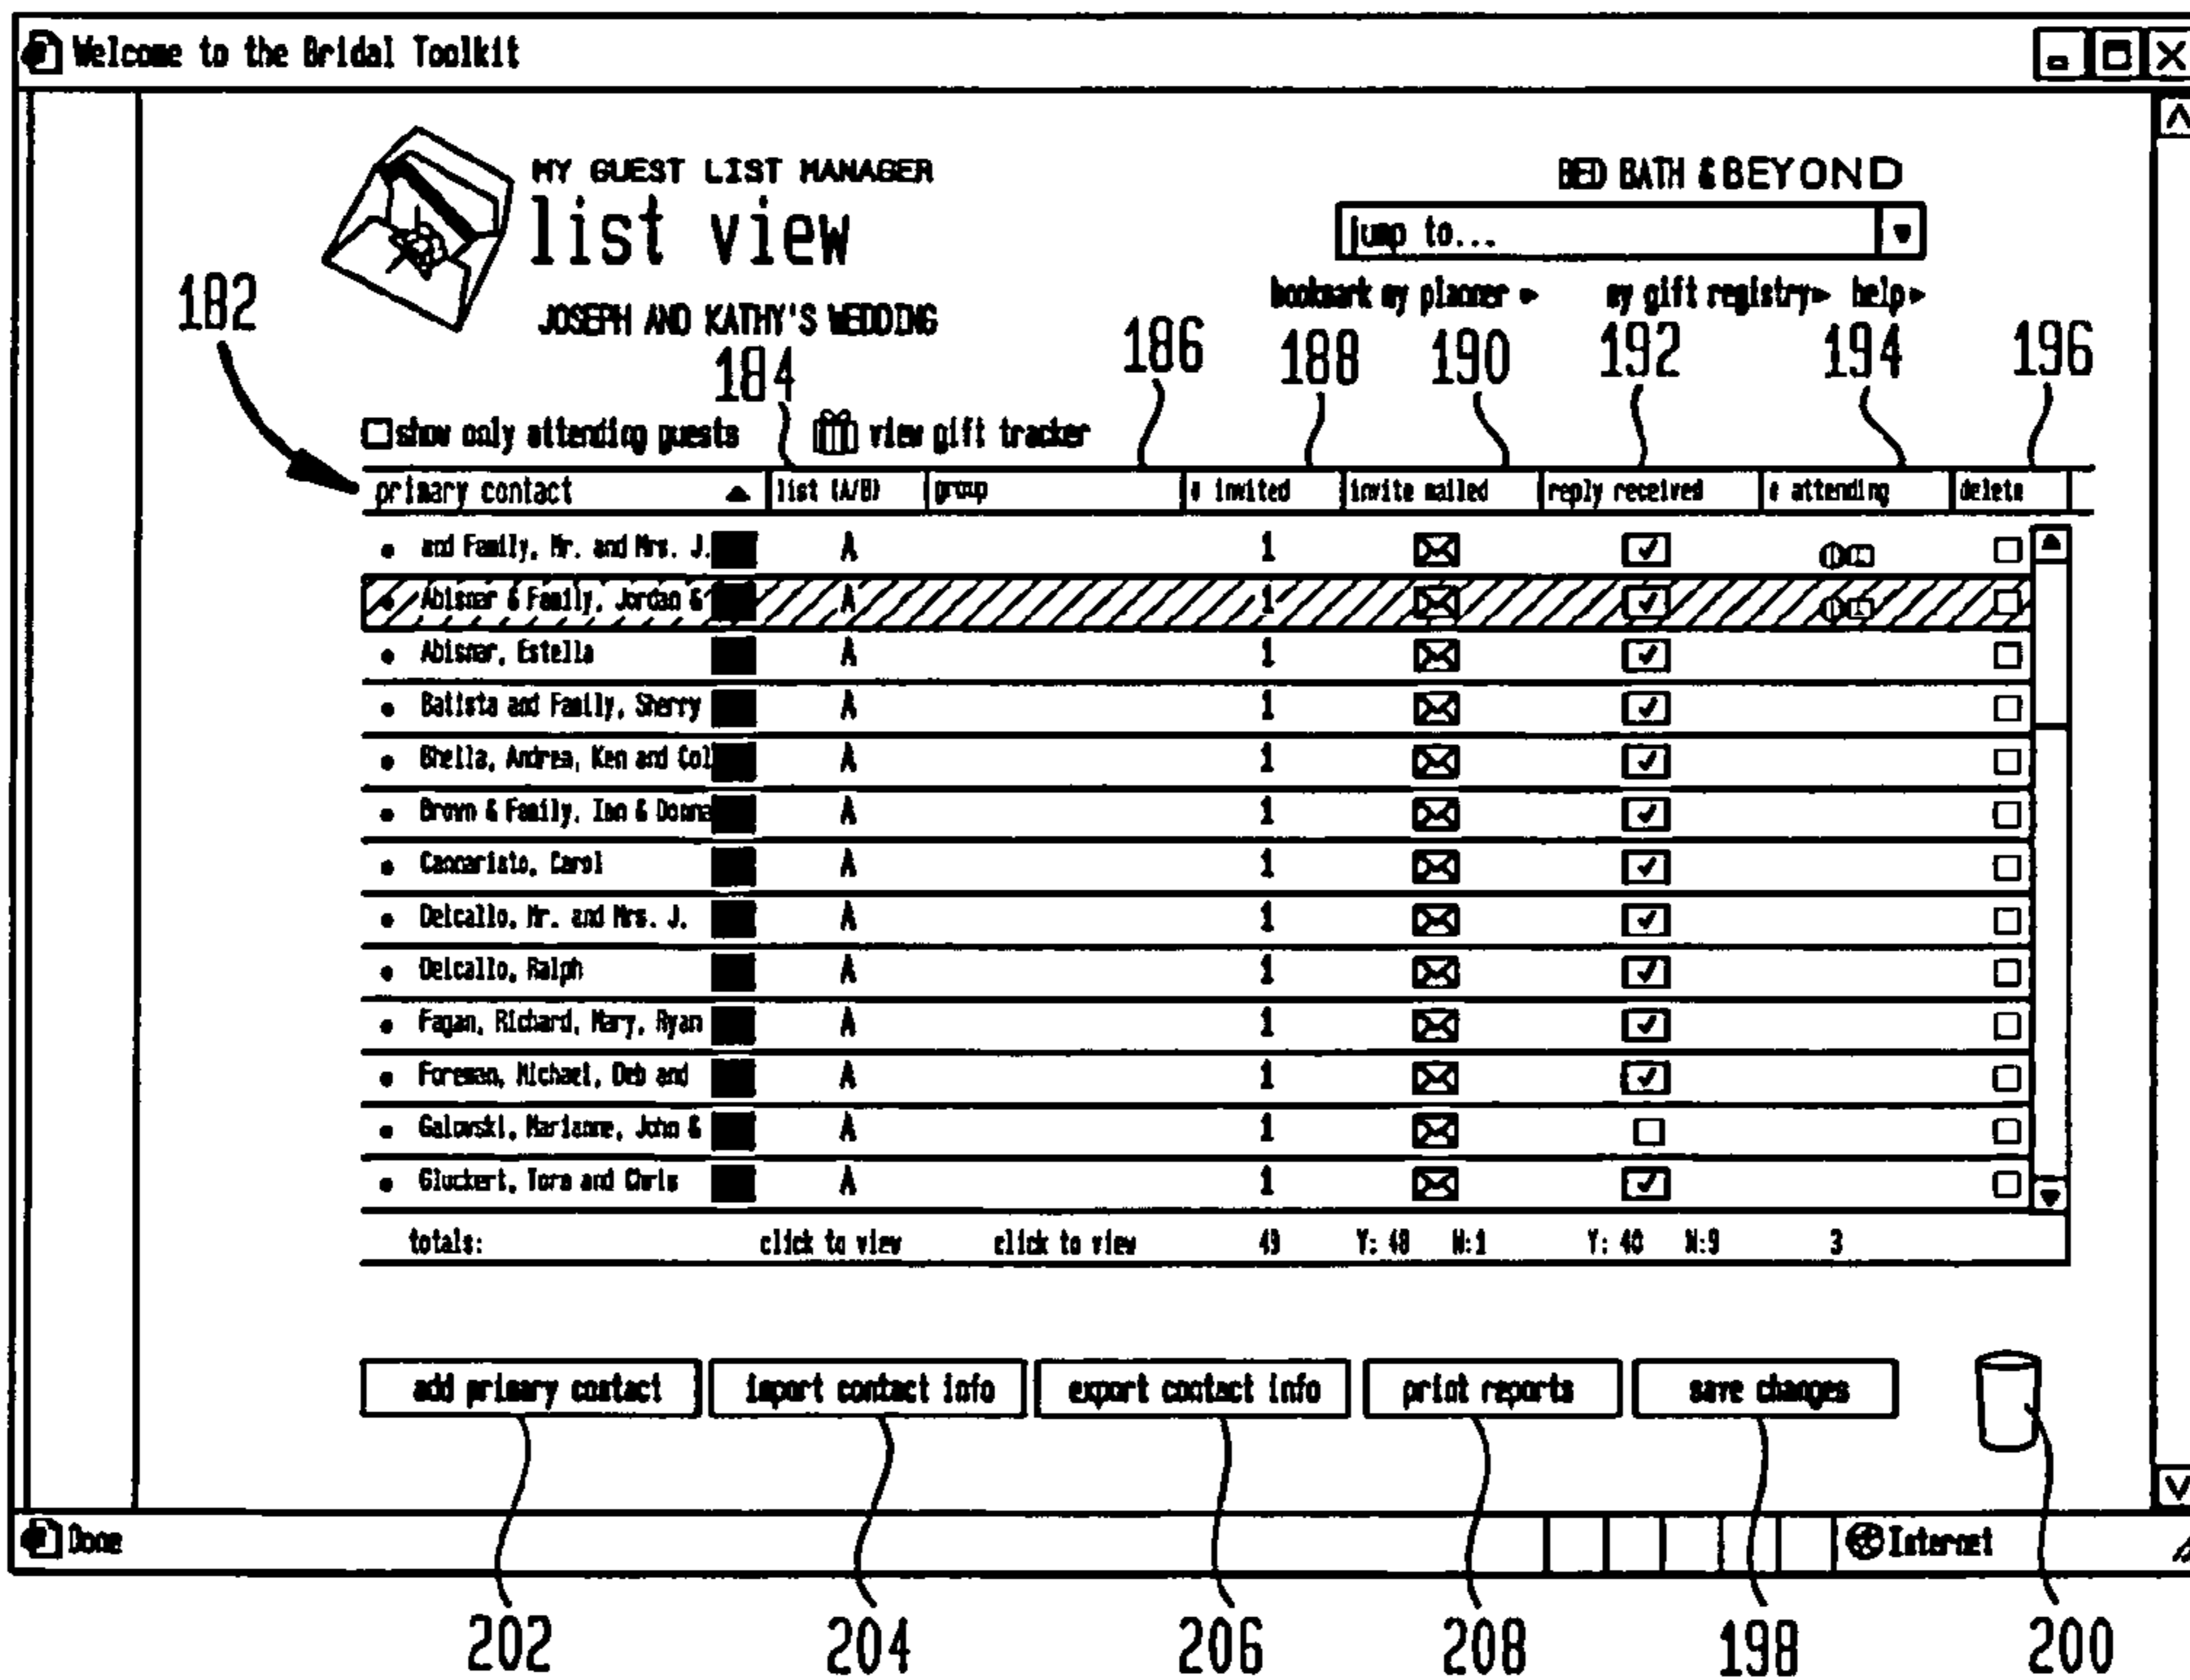 Welcome to the Bridal Toolkit
MY GUEST LIST MANAGER
list view
JOSEPH AND KATHY'S WEDDING
BED BATH & BEYOND
jump to...
bookmark my planner my gift registry help
182 184 186 188 190 192 194 196
show only attending guests view gift tracker
primary contact list (A/B) group # invited invite mailed reply received # attending delete
and Family, Mr. and Mrs. J. A 1
Abismar & Family, Jordan & A 1
Abismar, Estella A 1
Batista and Family, Sherry A 1
Bhella, Andrea, Ken and Col A 1
Brown & Family, Ian & Donna A 1
Cannaristo, Carol A 1
Delcallo, Mr. and Mrs. J. A 1
Delcallo, Ralph A 1
Fagan, Richard, Mary, Ryan A 1
Foreman, Michael, Deb and A 1
Galowski, Marianne, John & A 1
Gluckert, Tora and Chris A 1
totals: click to view click to view 49 Y: 48 N:1 Y: 40 N:9 3
add primary contact import contact info export contact info print reports save changes
Done Internet
202 204 206 208 198 200